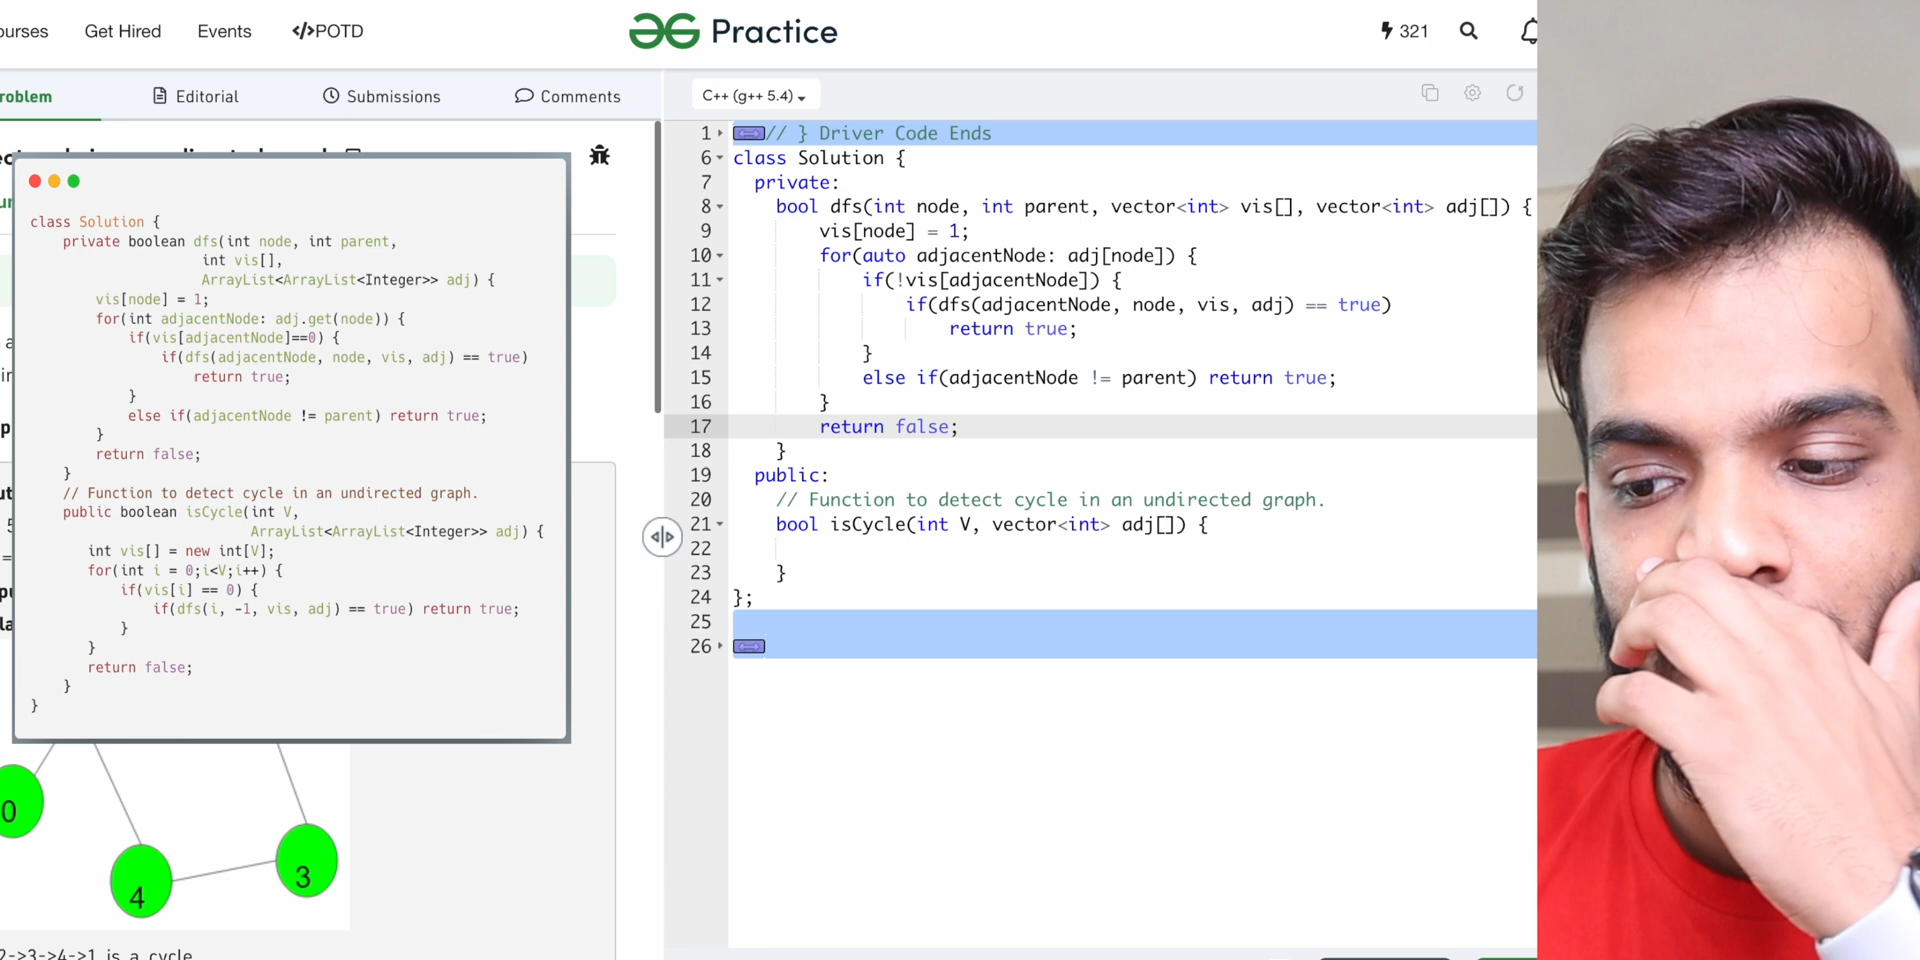 Get Hired Events </>POTD Practice 321
Editorial Submissions Comments
C++ (g++ 5.4)
class Solution {
private boolean dfs(int node, int parent,
int vis[],
ArrayList<ArrayList<Integer>> adj) {
vis[node] = 1;
for(int adjacentNode: adj.get(node)) {
if(vis[adjacentNode]==0) {
if(dfs(adjacentNode, node, vis, adj) == true)
return true;
}
else if(adjacentNode != parent) return true;
}
return false;
}
// Function to detect cycle in an undirected graph.
public boolean isCycle(int V,
ArrayList<ArrayList<Integer>> adj) {
int vis[] = new int[V];
for(int i = 0;i<V;i++) {
if(vis[i] == 0) {
if(dfs(i, -1, vis, adj) == true) return true;
}
}
return false;
}
}
0
4
3
2->3->4->1 is a cycle
1 // } Driver Code Ends
6 class Solution {
7 private:
8 bool dfs(int node, int parent, vector<int> vis[], vector<int> adj[]) {
9 vis[node] = 1;
10 for(auto adjacentNode: adj[node]) {
11 if(!vis[adjacentNode]) {
12 if(dfs(adjacentNode, node, vis, adj) == true)
13 return true;
14 }
15 else if(adjacentNode != parent) return true;
16 }
17 return false;
18 }
19 public:
20 // Function to detect cycle in an undirected graph.
21 bool isCycle(int V, vector<int> adj[]) {
22
23 }
24 };
25
26